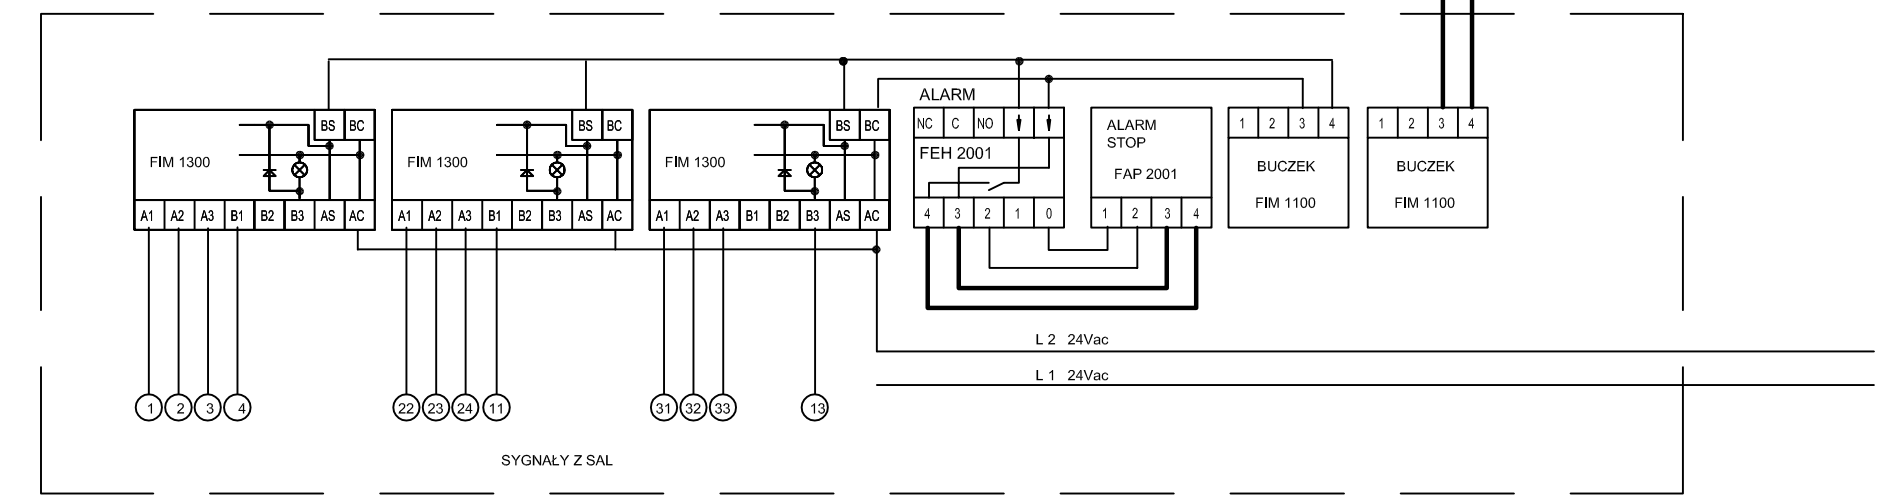 ALARM
BS BC
BS BC
BS BC
NC C NO
ALARM
STOP
1 2 3 4
1 2 3 4
FIM 1300
FIM 1300
FIM 1300
FEH 2001
FAP 2001
BUCZEK
FIM 1100
BUCZEK
FIM 1100
A1 A2 A3 B1 B2 B3 AS AC
A1 A2 A3 B1 B2 B3 AS AC
A1 A2 A3 B1 B2 B3 AS AC
4 3 2 1 0
1 2 3 4
L 2 24Vac
L 1 24Vac
1 2 3 4
22 23 24 11
31 32 33 13
SYGNAŁY Z SAL